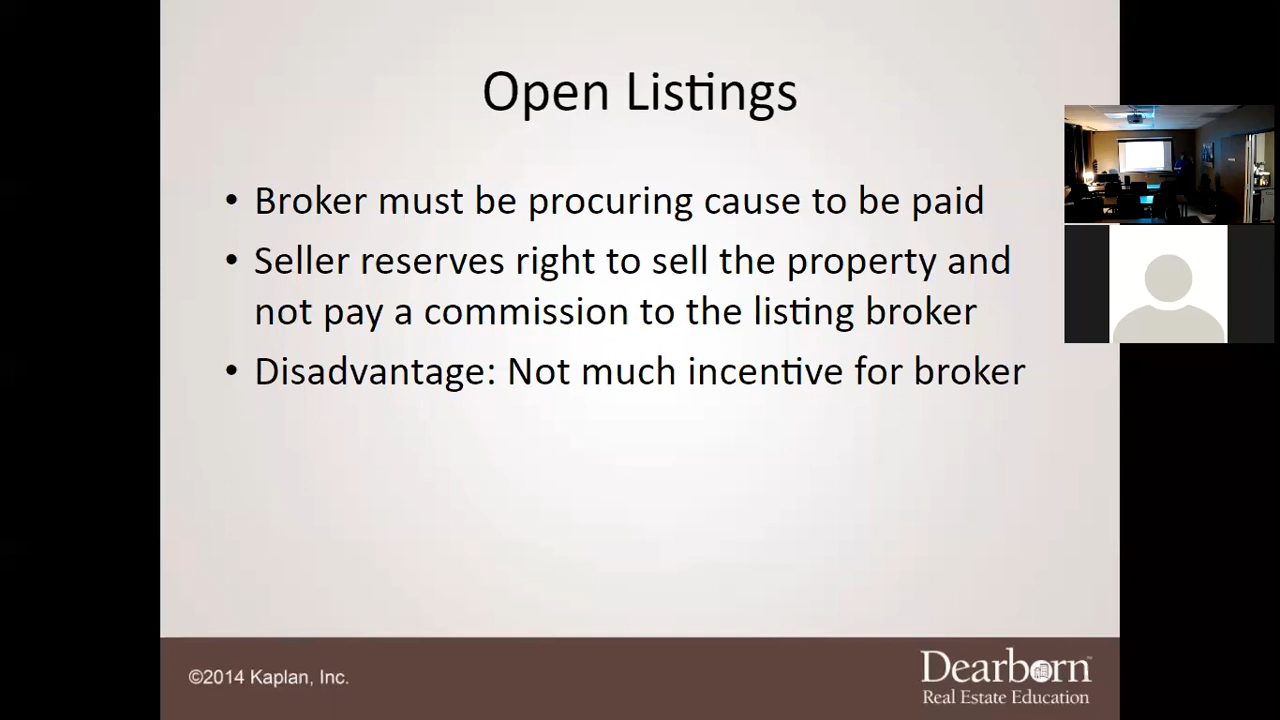 Open Listings
• Broker must be procuring cause to be paid
• Seller reserves right to sell the property and
not pay a commission to the listing broker
• Disadvantage: Not much incentive for broker
©2014 Kaplan, Inc.
Dearborn™
Real Estate Education